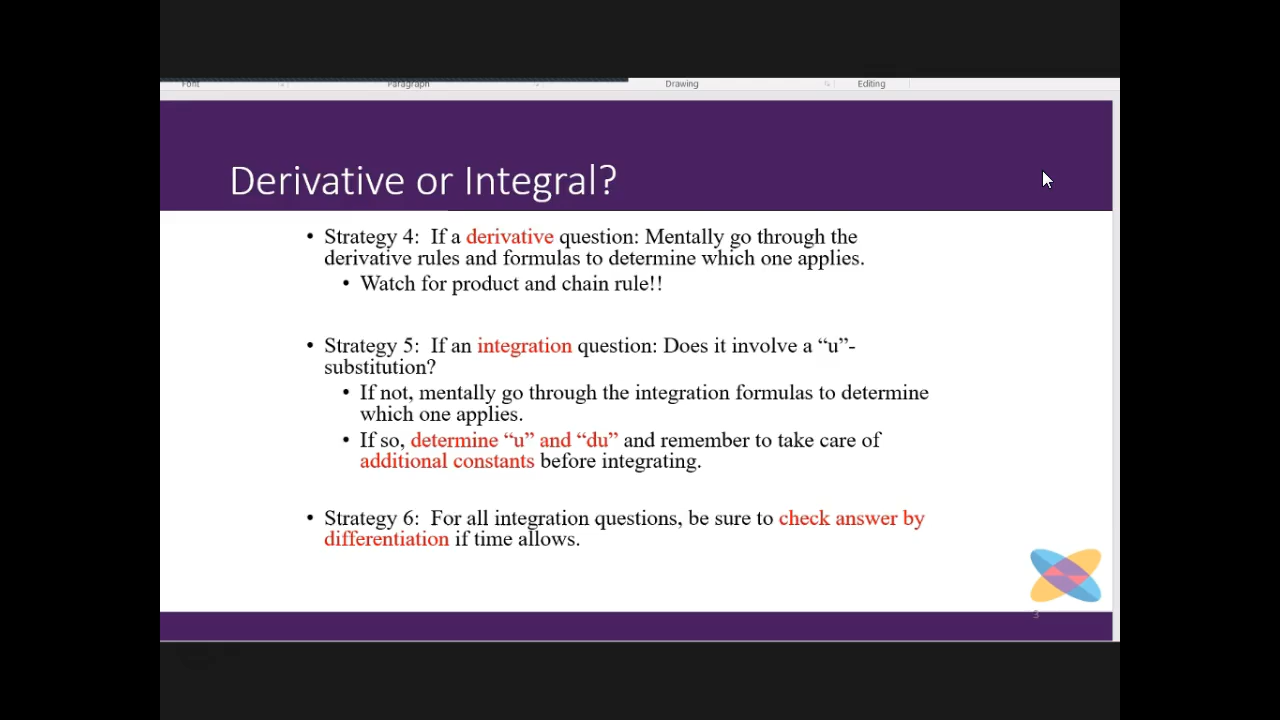 Font Paragraph Drawing Editing
Derivative or Integral?
• Strategy 4: If a derivative question: Mentally go through the
derivative rules and formulas to determine which one applies.
• Watch for product and chain rule!!
• Strategy 5: If an integration question: Does it involve a “u”-
substitution?
• If not, mentally go through the integration formulas to determine
which one applies.
• If so, determine “u” and “du” and remember to take care of
additional constants before integrating.
• Strategy 6: For all integration questions, be sure to check answer by
differentiation if time allows.